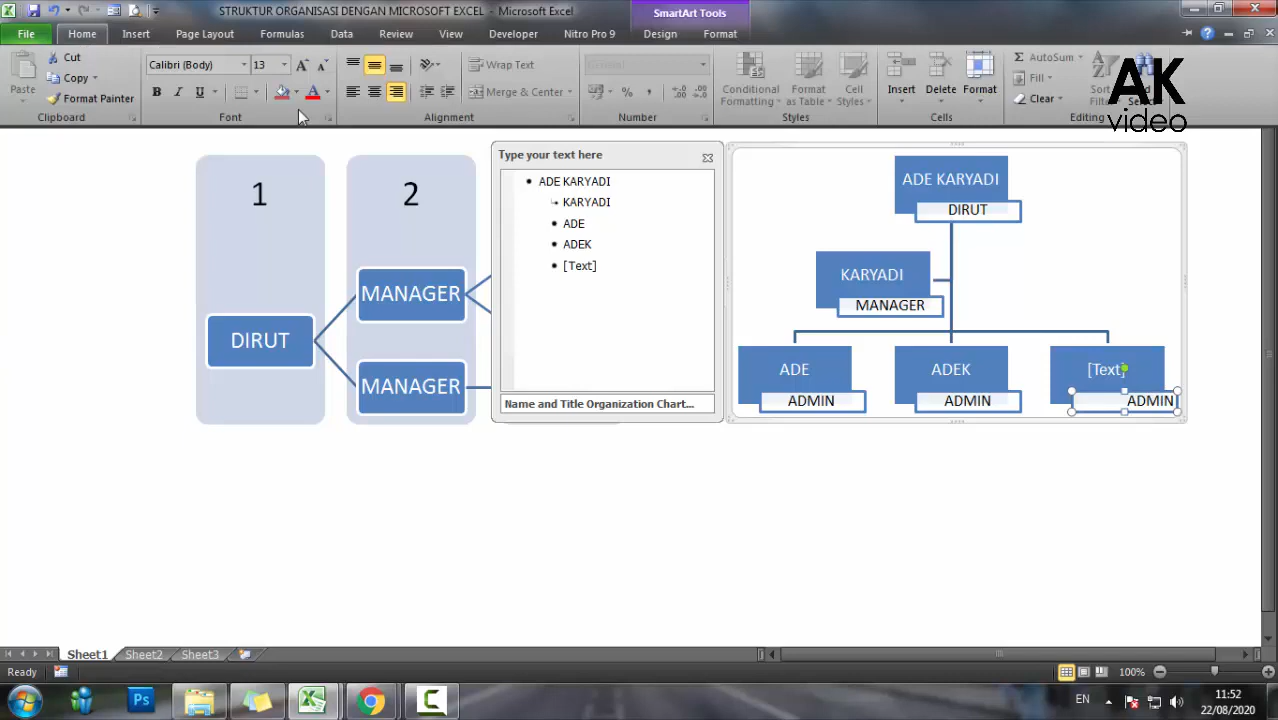 STRUKTUR ORGANISASI DENGAN MICROSOFT EXCEL - Microsoft Excel
SmartArt Tools
File Home Insert Page Layout Formulas Data Review View Developer Nitro Pro 9 Design Format
Paste
Cut
Copy
Format Painter
Clipboard
Calibri (Body) 13
B I U
Font
Wrap Text
Merge & Center
Alignment
General
%
Number
Conditional Formatting
Format as Table
Cell Styles
Styles
Insert
Delete
Format
Cells
AutoSum
Fill
Clear
Sort
Editing
AK
video
1
2
DIRUT
MANAGER
MANAGER
Type your text here
ADE KARYADI
KARYADI
ADE
ADEK
[Text]
Name and Title Organization Chart...
ADE KARYADI
DIRUT
KARYADI
MANAGER
ADE
ADMIN
ADEK
ADMIN
[Text]
ADMIN
Sheet1 Sheet2 Sheet3
Ready
100%
Ps
EN
11:52
22/08/2020